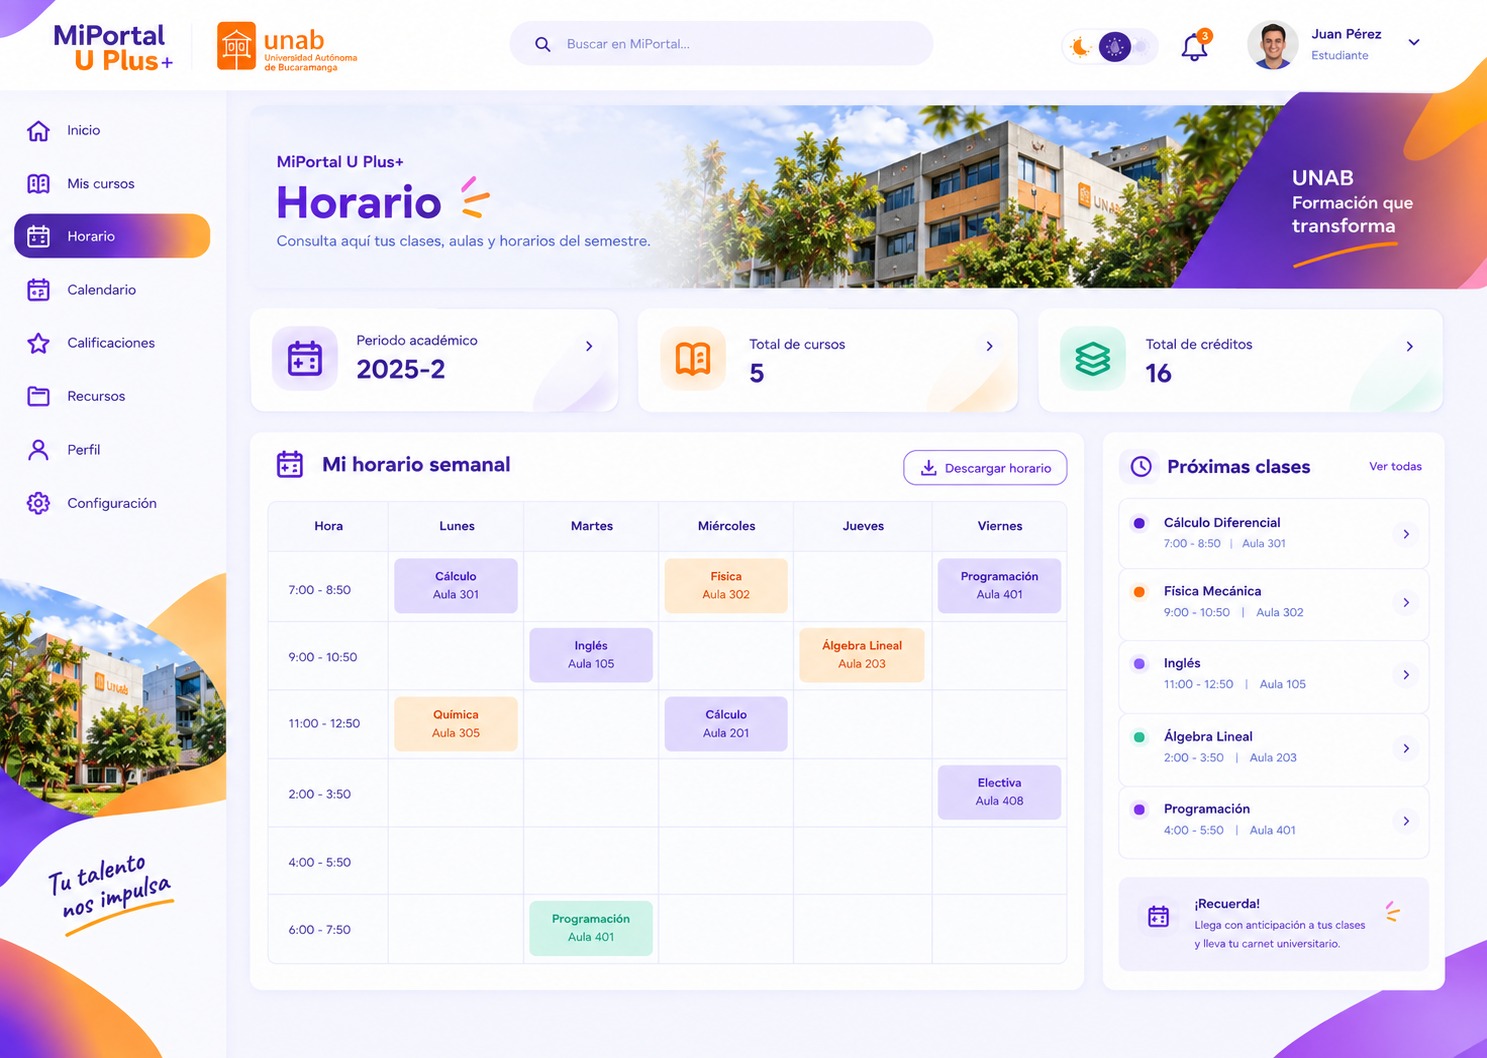 MiPortal
U Plus+
unab
Universidad Autónoma
de Bucaramanga
Buscar en MiPortal...
3
Juan Pérez
Estudiante
Inicio
Mis cursos
Horario
Calendario
Calificaciones
Recursos
Perfil
Configuración
Tu talento
nos impulsa
MiPortal U Plus+
Horario
Consulta aquí tus clases, aulas y horarios del semestre.
UNAB
Formación que
transforma
Periodo académico
2025-2
Total de cursos
5
Total de créditos
16
Mi horario semanal
Descargar horario
Hora Lunes Martes Miércoles Jueves Viernes
7:00 - 8:50
Cálculo
Aula 301
Fisica
Aula 302
Programación
Aula 401
9:00 - 10:50
Inglés
Aula 105
Álgebra Lineal
Aula 203
11:00 - 12:50
Química
Aula 305
Cálculo
Aula 201
2:00 - 3:50
Electiva
Aula 408
4:00 - 5:50
6:00 - 7:50
Programación
Aula 401
Próximas clases
Ver todas
Cálculo Diferencial
7:00 - 8:50 | Aula 301
Física Mecánica
9:00 - 10:50 | Aula 302
Inglés
11:00 - 12:50 | Aula 105
Álgebra Lineal
2:00 - 3:50 | Aula 203
Programación
4:00 - 5:50 | Aula 401
¡Recuerda!
Llega con anticipación a tus clases
y lleva tu carnet universitario.